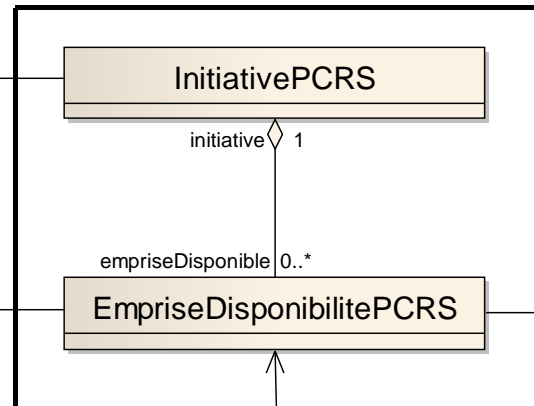 InitiativePCRS
initiative 1
empriseDisponible 0..*
EmpriseDisponibilitePCRS